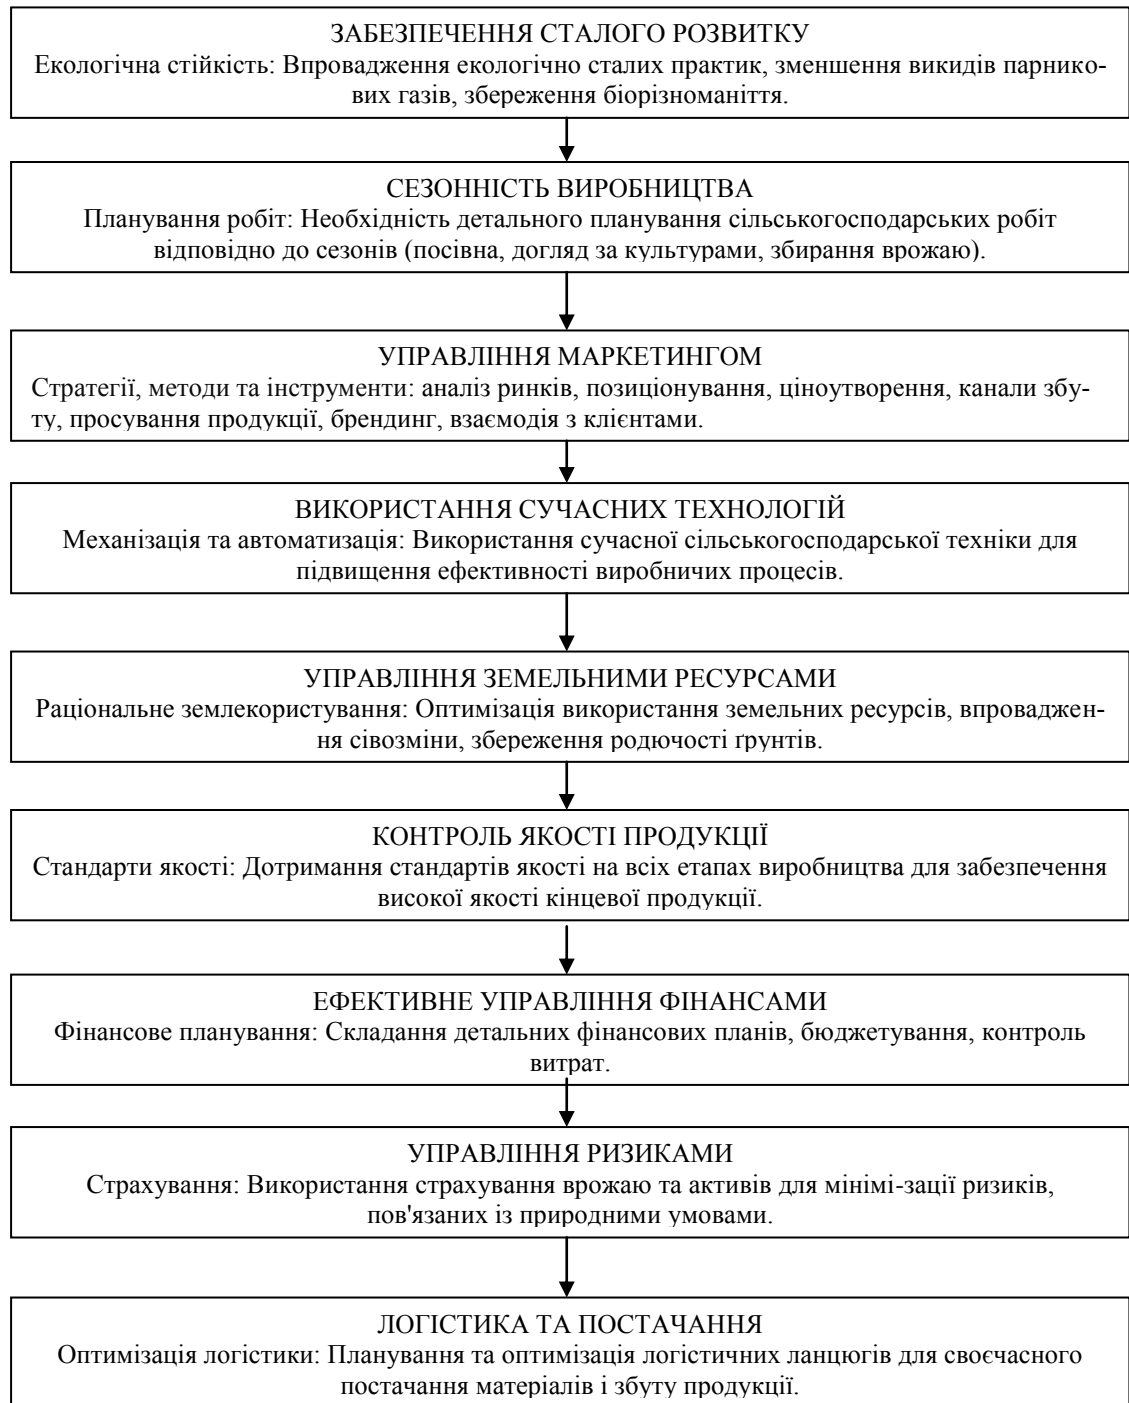 ЗАБЕЗПЕЧЕННЯ СТАЛОГО РОЗВИТКУ
Екологічна стійкість: Впровадження екологічно сталих практик, зменшення викидів парнико-
вих газів, збереження біорізноманіття.
СЕЗОННІСТЬ ВИРОБНИЦТВА
Планування робіт: Необхідність детального планування сільськогосподарських робіт
відповідно до сезонів (посівна, догляд за культурами, збирання врожаю).
УПРАВЛІННЯ МАРКЕТИНГОМ
Стратегії, методи та інструменти: аналіз ринків, позиціонування, ціноутворення, канали збу-
ту, просування продукції, брендинг, взаємодія з клієнтами.
ВИКОРИСТАННЯ СУЧАСНИХ ТЕХНОЛОГІЙ
Механізація та автоматизація: Використання сучасної сільськогосподарської техніки для
підвищення ефективності виробничих процесів.
УПРАВЛІННЯ ЗЕМЕЛЬНИМИ РЕСУРСАМИ
Раціональне землекористування: Оптимізація використання земельних ресурсів, впроваджен-
ня сівозміни, збереження родючості ґрунтів.
КОНТРОЛЬ ЯКОСТІ ПРОДУКЦІЇ
Стандарти якості: Дотримання стандартів якості на всіх етапах виробництва для забезпечення
високої якості кінцевої продукції.
ЕФЕКТИВНЕ УПРАВЛІННЯ ФІНАНСАМИ
Фінансове планування: Складання детальних фінансових планів, бюджетування, контроль
витрат.
УПРАВЛІННЯ РИЗИКАМИ
Страхування: Використання страхування врожаю та активів для мінімі-зації ризиків,
пов'язаних із природними умовами.
ЛОГІСТИКА ТА ПОСТАЧАННЯ
Оптимізація логістики: Планування та оптимізація логістичних ланцюгів для своєчасного
постачання матеріалів і збуту продукції.